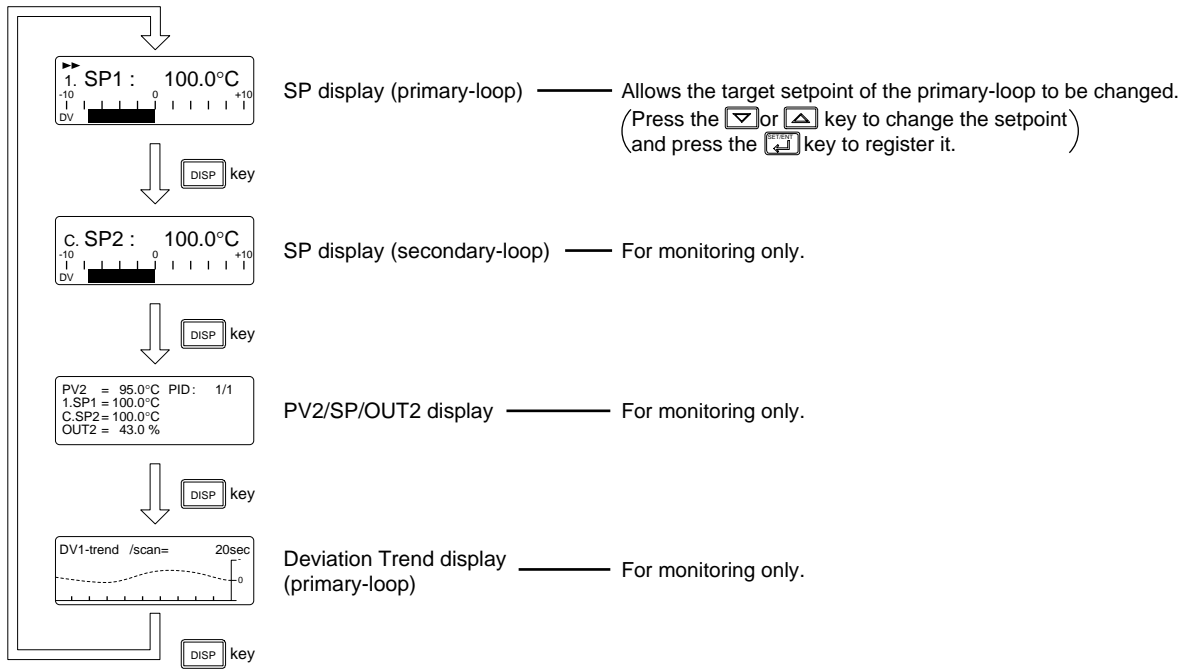 ►►
1. SP1 : 100.0°C
-10 0 +10
DV
SP display (primary-loop)
Allows the target setpoint of the primary-loop to be changed.
(Press the ▽ or △ key to change the setpoint
and press the SET/ENT key to register it.)
DISP key
C. SP2 : 100.0°C
-10 0 +10
DV
SP display (secondary-loop)
For monitoring only.
DISP key
PV2 = 95.0°C PID : 1/1
1.SP1 = 100.0°C
C.SP2 = 100.0°C
OUT2 = 43.0 %
PV2/SP/OUT2 display
For monitoring only.
DISP key
DV1-trend /scan= 20sec
0
Deviation Trend display
(primary-loop)
For monitoring only.
DISP key